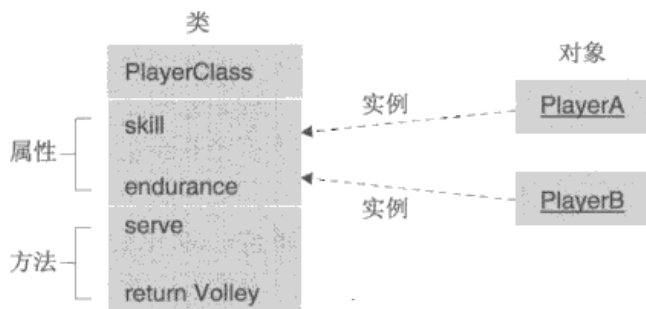 类
PlayerClass
对象
skill
实例
PlayerA
属性
endurance
PlayerB
实例
serve
方法
return Volley